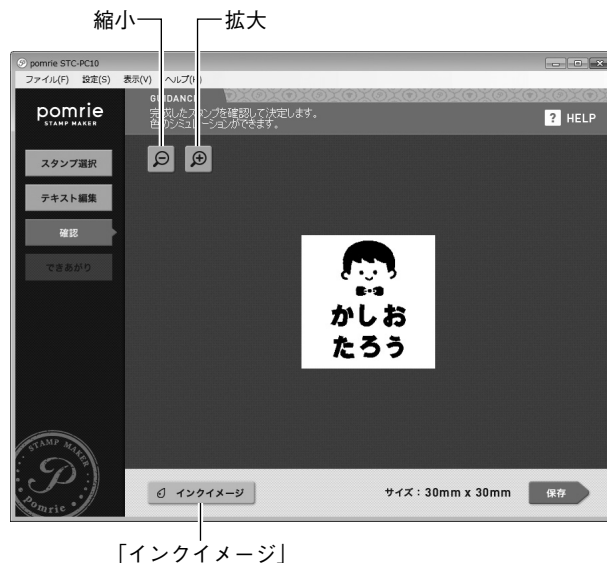 縮小
拡大
pomrie STC-PC10
ファイル(F) 設定(S) 表示(V) ヘルプ(H)
pomrie
STAMP MAKER
GUIDANCE
完成したスタンプを確認して決定します。
色のシミュレーションができます。
? HELP
スタンプ選択
テキスト編集
確認
できあがり
かしお
たろう
STAMP MAKER
P
Pomrie
インクイメージ
サイズ:30mm x 30mm
保存
「インクイメージ」